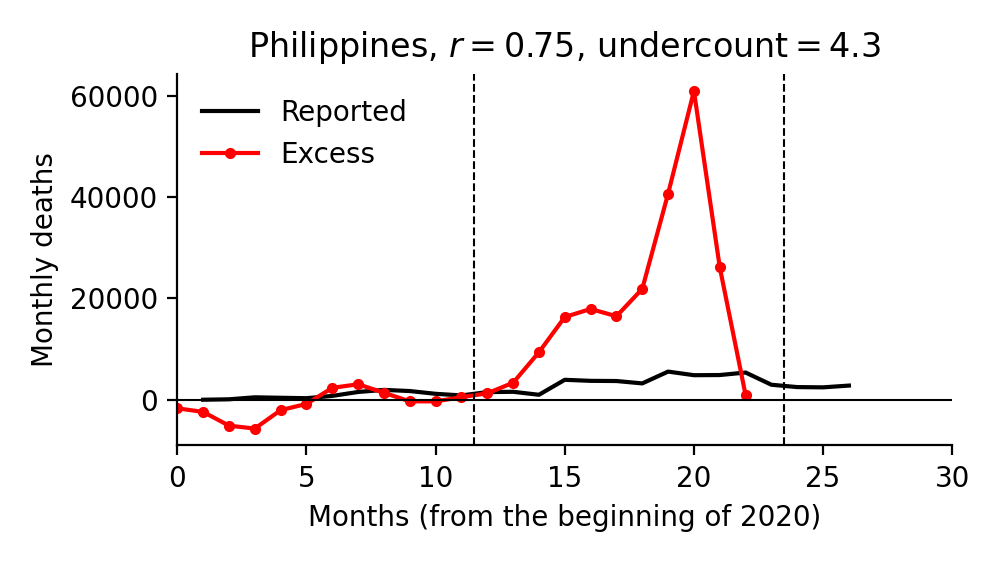 Philippines, r = 0.75, undercount = 4.3
Reported
Excess
60000
40000
20000
0
Monthly deaths
0 5 10 15 20 25 30
Months (from the beginning of 2020)